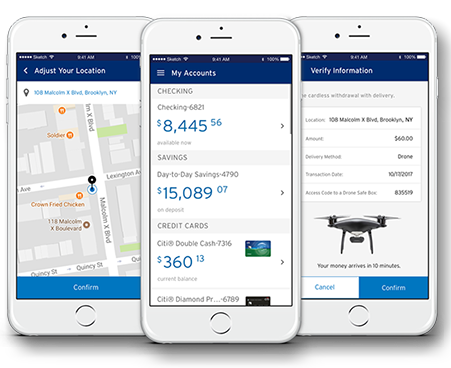 Sketch 9:41 AM
Adjust Your Location
108 Malcolm X Blvd, Brooklyn, NY
Malcolm X Blvd
Soldier
Lexington Ave
Crown Fried Chicken
118 Malcolm X Boulevard
Malcolm X Blvd
Quincy St
Quincy St
Confirm
Sketch 9:41 AM 100%
My Accounts
CHECKING
Checking-6821
$8,445 56
available now
SAVINGS
Day-to-Day Savings-4790
$15,089 07
on deposit
CREDIT CARDS
Citi® Double Cash-7316
$360 13
current balance
Citi® Diamond Pr...-6789
9:41 AM 100%
Verify Information
cardless withdrawal with delivery.
Location: 108 Malcolm X Blvd, Brooklyn, NY
Amount: $60.00
Delivery Method: Drone
Transaction Date: 10/17/2017
Access Code to a Drone Safe Box: 835519
Your money arrives in 10 minutes.
Cancel Confirm